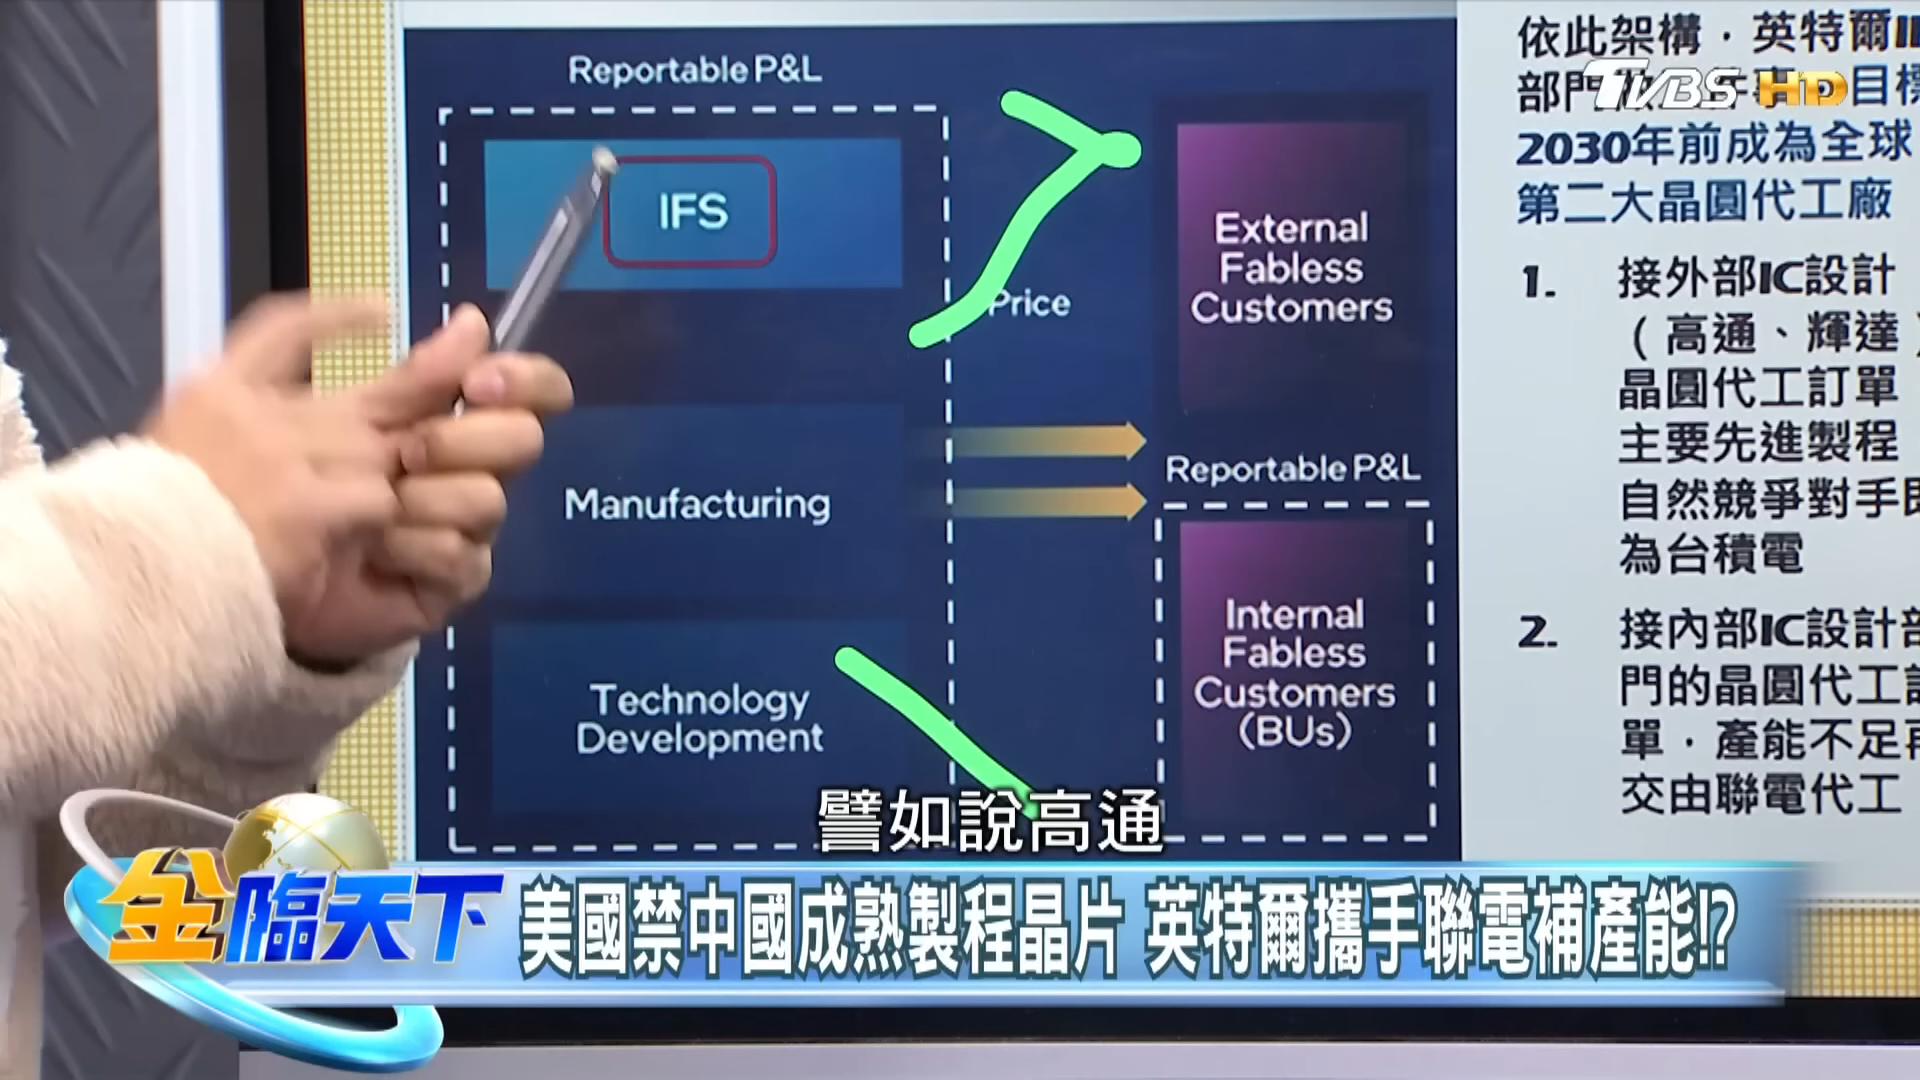 Reportable P&L
IFS
Manufacturing
Technology
Development
Price
External
Fabless
Customers
Reportable P&L
Internal
Fabless
Customers
(BUs)
依此架構，英特爾
部門
目標
2030年前成為全球
第二大晶圓代工廠
1. 接外部IC設計
（高通、輝達）
晶圓代工訂單
主要先進製程
自然競爭對手即
為台積電
2. 接內部IC設計部
門的晶圓代工訂
單，產能不足再
交由聯電代工
TVBS HD
譬如說高通
金臨天下
美國禁中國成熟製程晶片 英特爾攜手聯電補產能!?